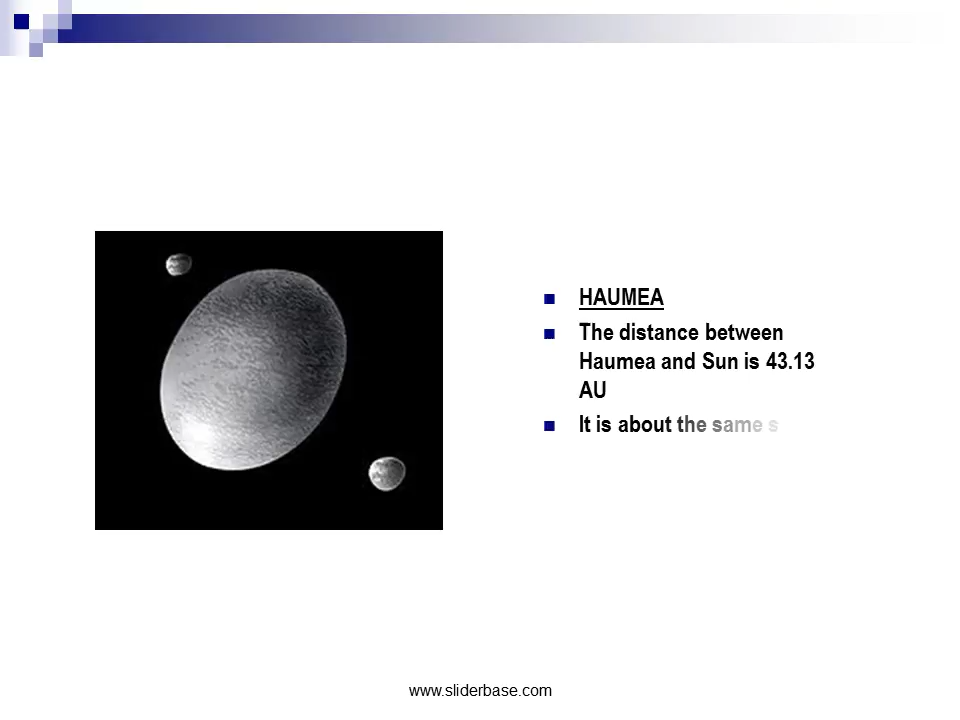 HAUMEA
The distance between
Haumea and Sun is 43.13
AU
It is about the same s
www.sliderbase.com